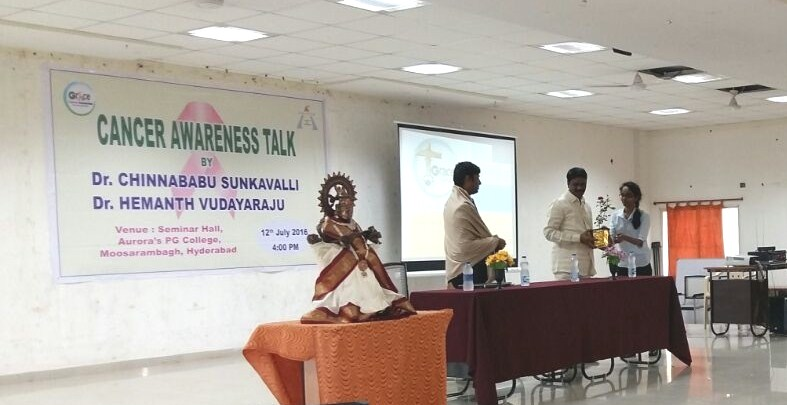 Grace
CANCER AWARENESS TALK
BY
Dr. CHINNABABU SUNKAVALLI
Dr. HEMANTH VUDAYARAJU
Venue : Seminar Hall,
Aurora's PG College,
Moosarambagh, Hyderabad
12th July 2016
4:00 PM